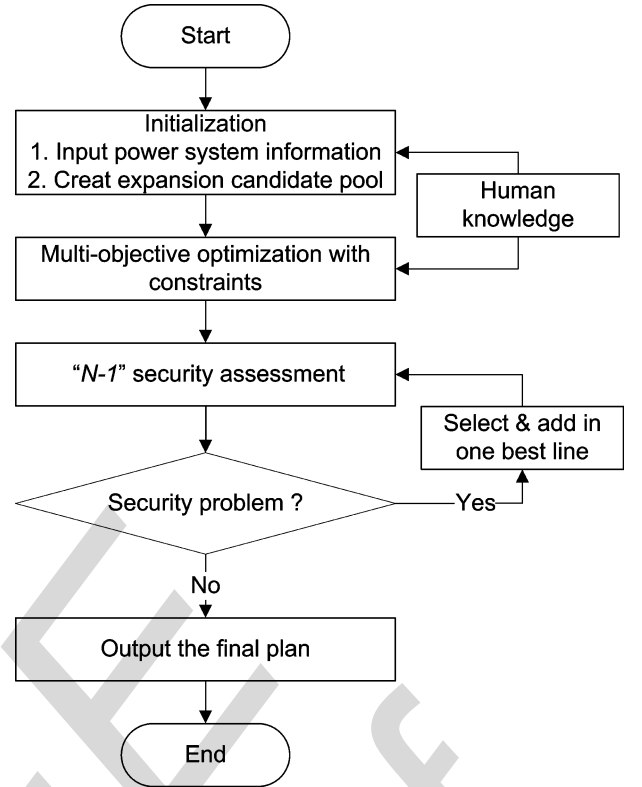 Start
Initialization
1. Input power system information
2. Creat expansion candidate pool
Human
knowledge
Multi-objective optimization with
constraints
“N-1” security assessment
Select & add in
one best line
Security problem ?
Yes
No
Output the final plan
End